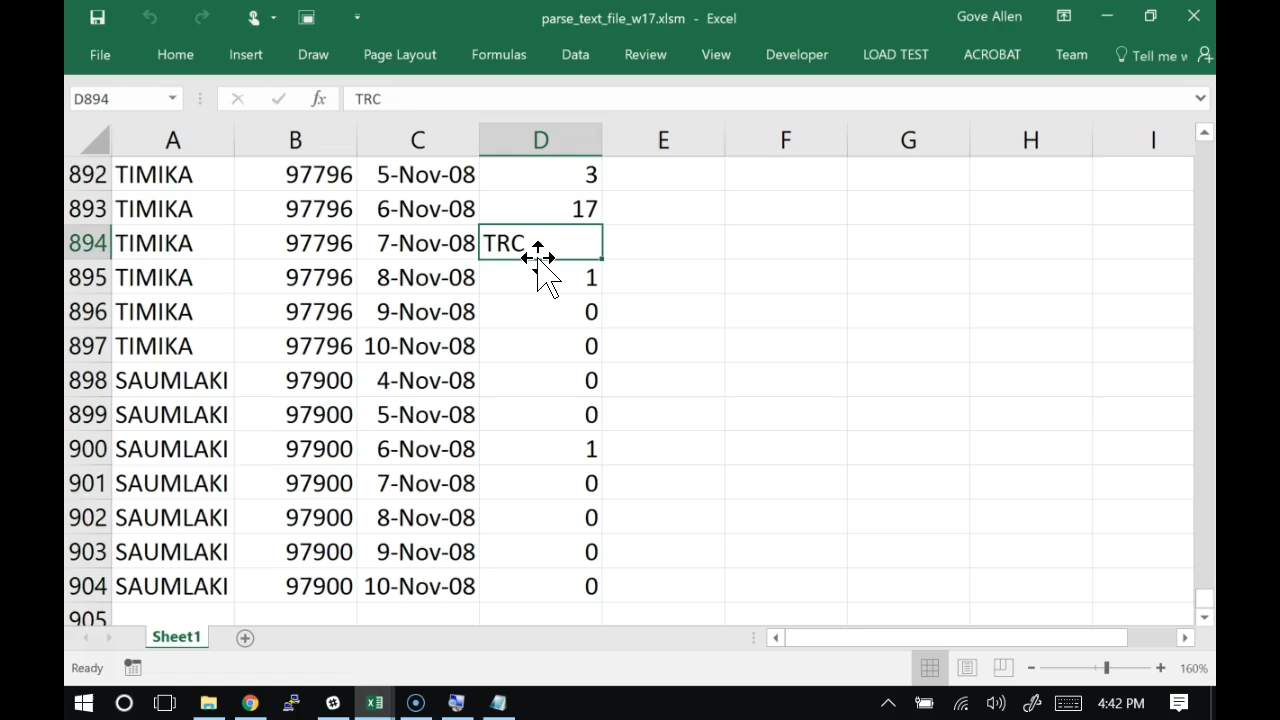 parse_text_file_w17.xlsm - Excel
Gove Allen
File Home Insert Draw Page Layout Formulas Data Review View Developer LOAD TEST ACROBAT Team Tell me w
D894 fx TRC
A B C D E F G H I
892 TIMIKA 97796 5-Nov-08 3
893 TIMIKA 97796 6-Nov-08 17
894 TIMIKA 97796 7-Nov-08 TRC
895 TIMIKA 97796 8-Nov-08 1
896 TIMIKA 97796 9-Nov-08 0
897 TIMIKA 97796 10-Nov-08 0
898 SAUMLAKI 97900 4-Nov-08 0
899 SAUMLAKI 97900 5-Nov-08 0
900 SAUMLAKI 97900 6-Nov-08 1
901 SAUMLAKI 97900 7-Nov-08 0
902 SAUMLAKI 97900 8-Nov-08 0
903 SAUMLAKI 97900 9-Nov-08 0
904 SAUMLAKI 97900 10-Nov-08 0
905
Sheet1
Ready 160%
4:42 PM